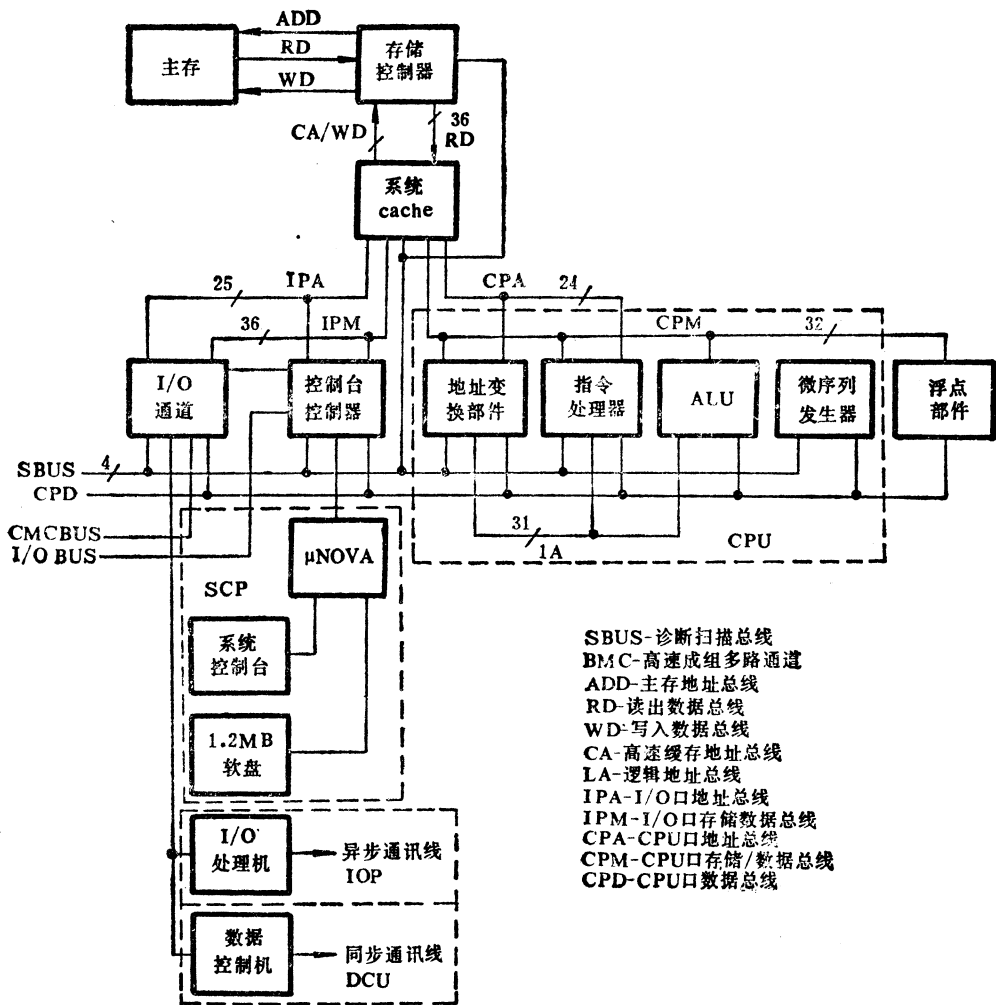 ADD
RD
WD
主存
存储
控制器
CA/WD
36
RD
系统
cache
25
IPA
CPA
24
36
IPM
CPM
32
I/O
通道
控制台
控制器
地址变
换部件
指令
处理器
ALU
微序列
发生器
浮点
部件
SBUS
4
CPD
CMCBUS
I/O BUS
31
1A
CPU
μNOVA
SCP
系统
控制台
1.2MB
软盘
I/O
处理机
异步通讯线
IOP
数据
控制机
同步通讯线
DCU
SBUS-诊断扫描总线
BMC-高速成组多路通道
ADD-主存地址总线
RD-读出数据总线
WD-写入数据总线
CA-高速缓存地址总线
LA-逻辑地址总线
IPA-I/O口地址总线
IPM-I/O口存储数据总线
CPA-CPU口地址总线
CPM-CPU口存储/数据总线
CPD-CPU口数据总线